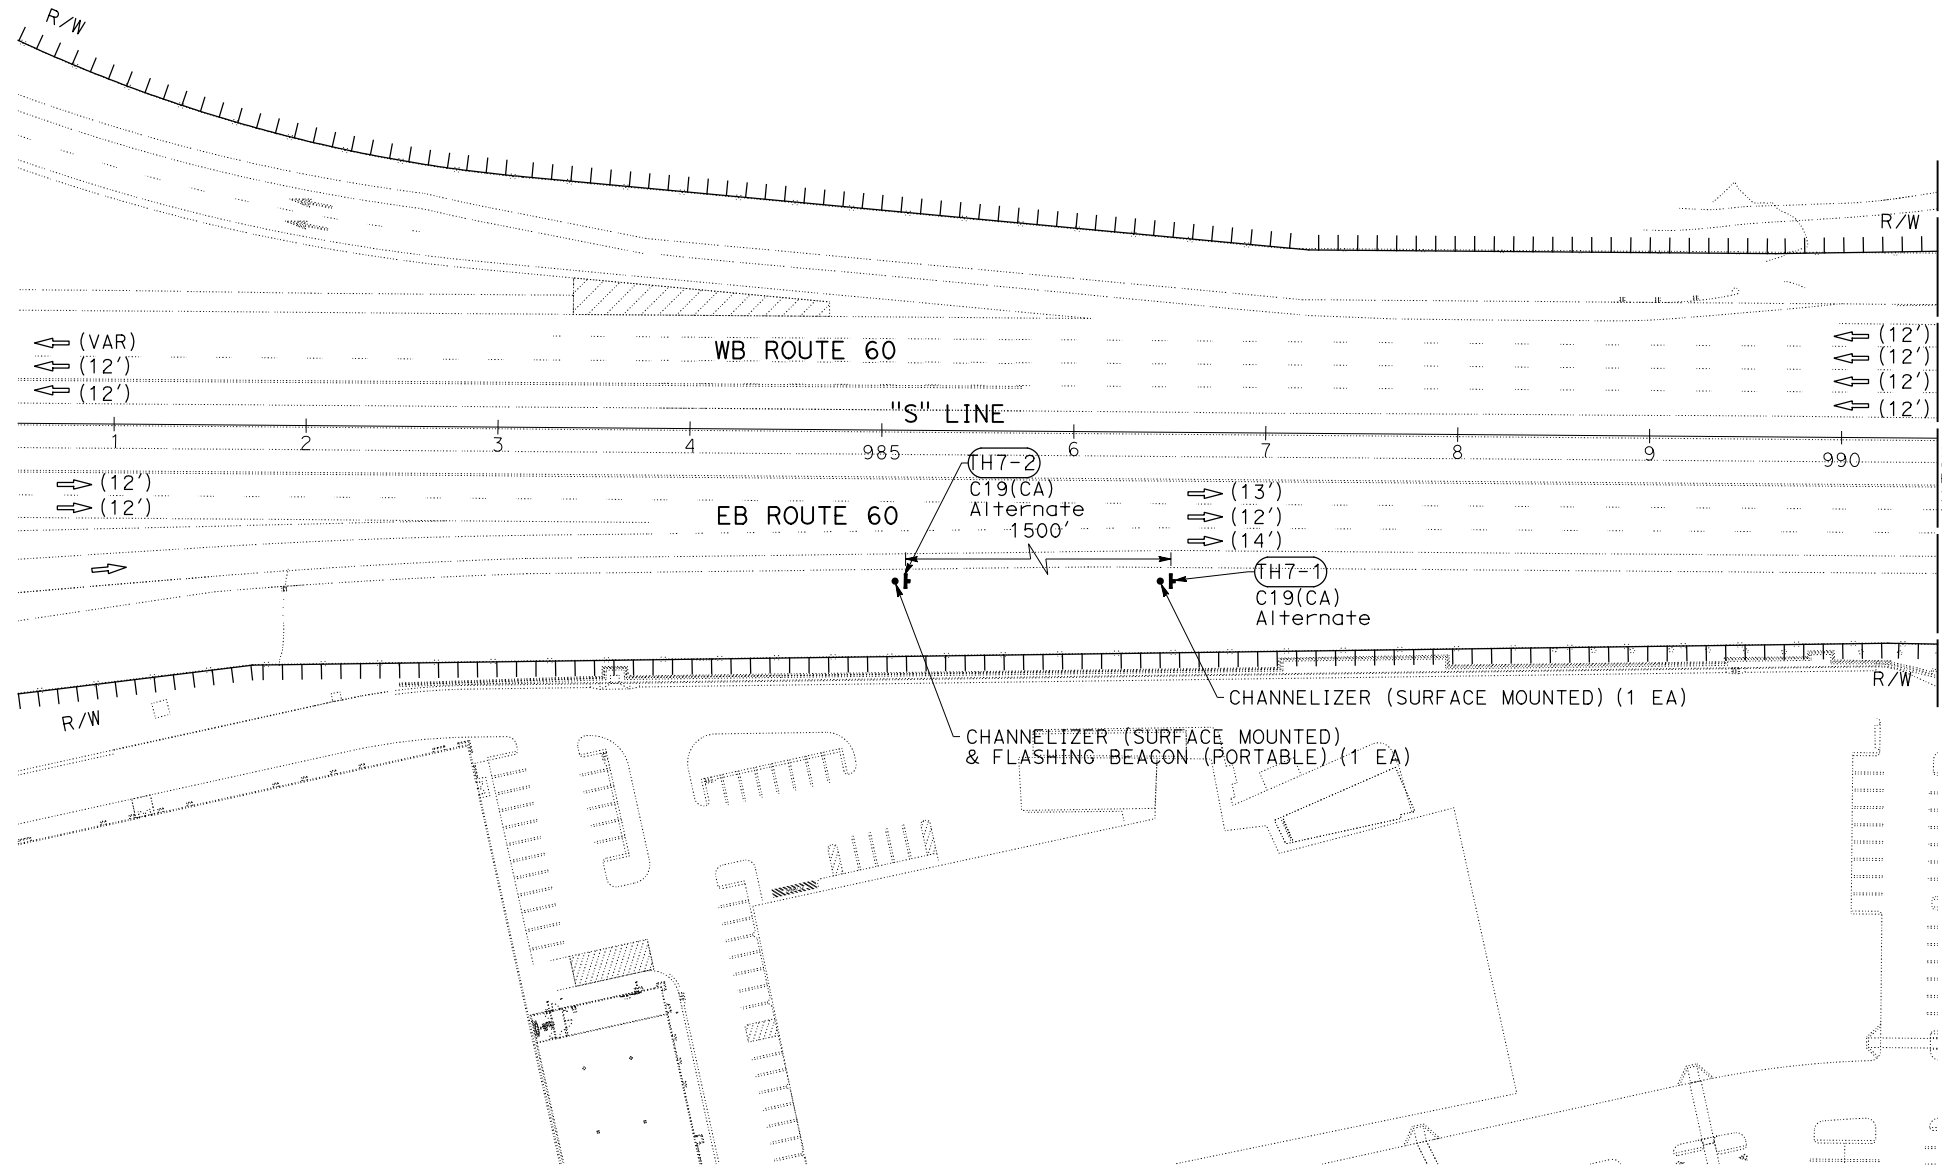 R/W
R/W
(VAR)
(12')
(12')
WB ROUTE 60
(12')
(12')
(12')
(12')
"S" LINE
1
2
3
4
985
6
7
8
9
990
TH7-2
C19(CA)
Alternate
1500'
(12')
(12')
EB ROUTE 60
(13')
(12')
(14')
TH7-1
C19(CA)
Alternate
R/W
R/W
CHANNELIZER (SURFACE MOUNTED) (1 EA)
CHANNELIZER (SURFACE MOUNTED)
& FLASHING BEACON (PORTABLE) (1 EA)